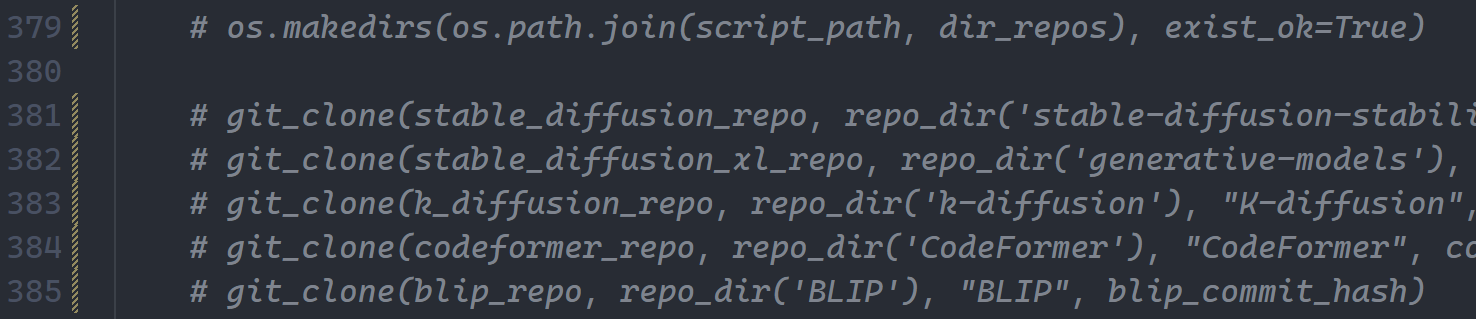 379 # os.makedirs(os.path.join(script_path, dir_repos), exist_ok=True)
380
381 # git_clone(stable_diffusion_repo, repo_dir('stable-diffusion-stabili
382 # git_clone(stable_diffusion_xl_repo, repo_dir('generative-models'),
383 # git_clone(k_diffusion_repo, repo_dir('k-diffusion'), "K-diffusion",
384 # git_clone(codeformer_repo, repo_dir('CodeFormer'), "CodeFormer", co
385 # git_clone(blip_repo, repo_dir('BLIP'), "BLIP", blip_commit_hash)